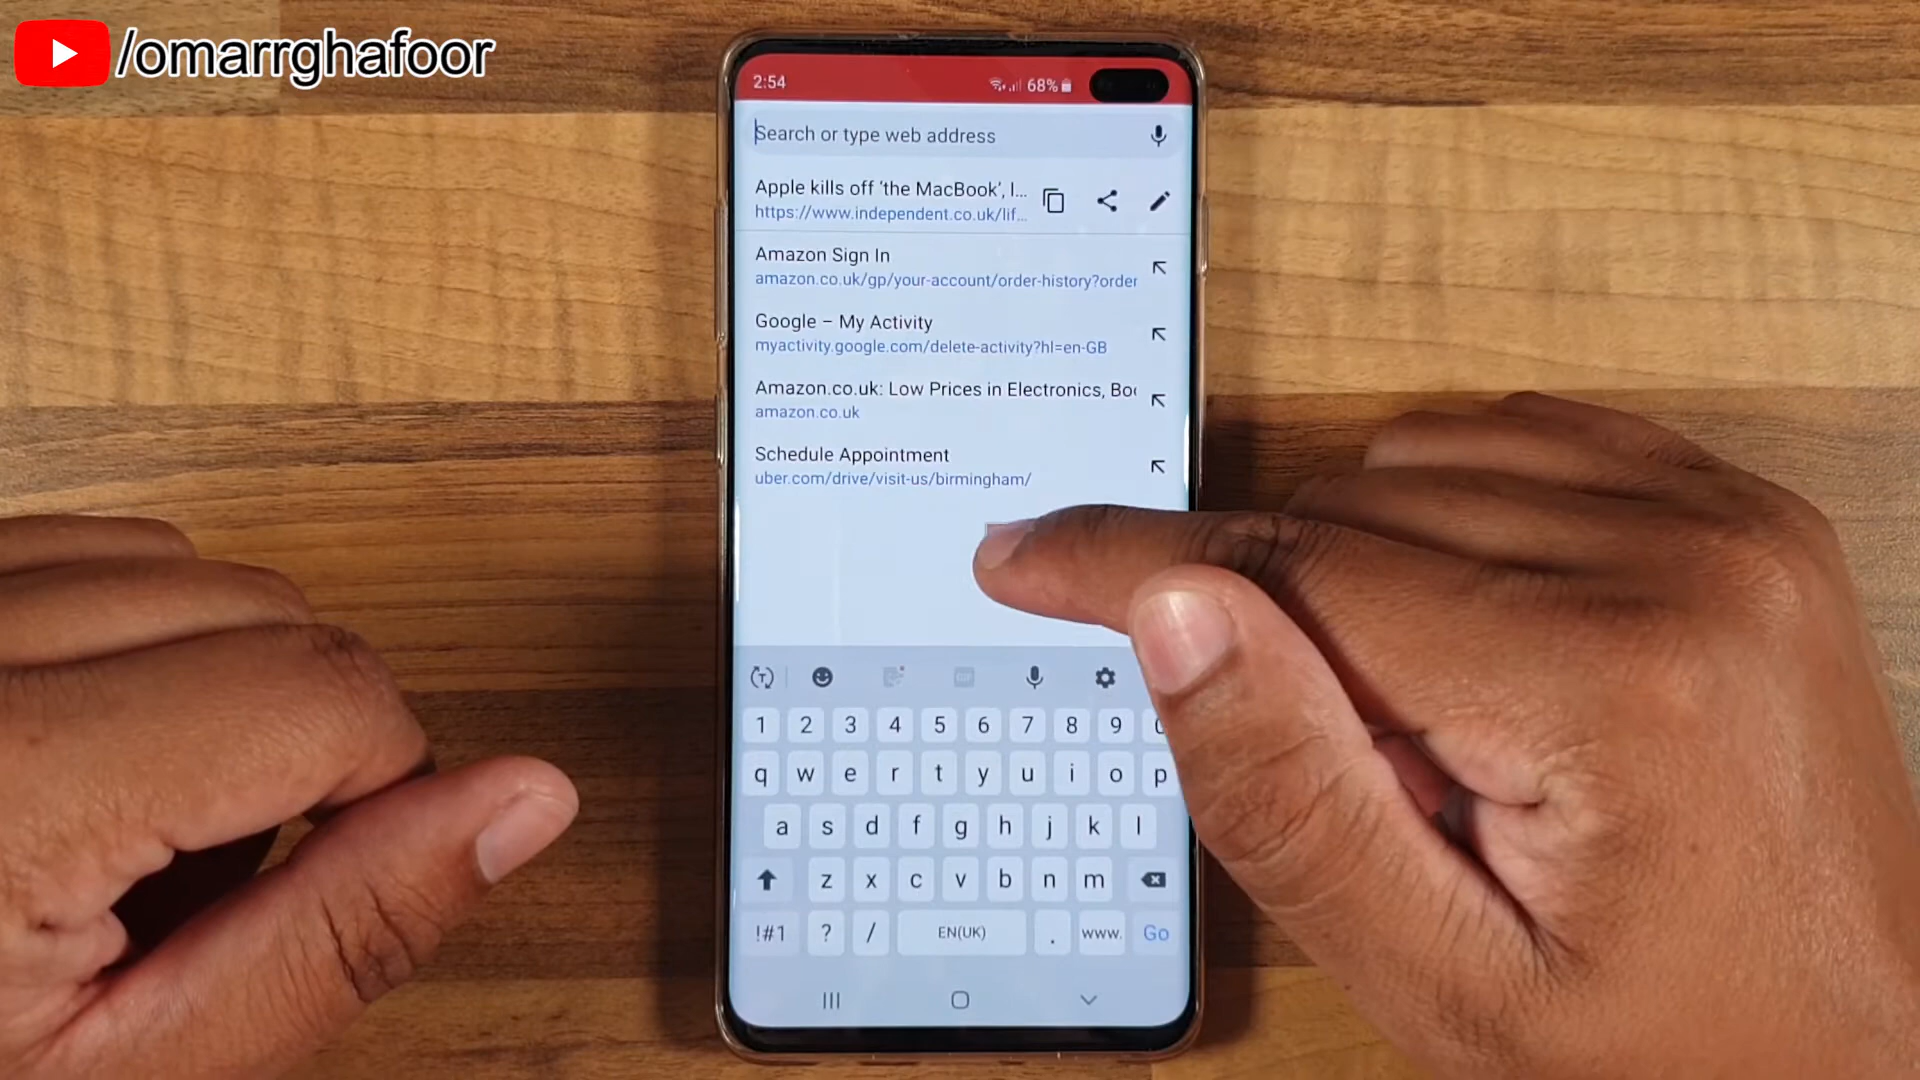 /omarrghafoor
2:54
68%
Search or type web address
Apple kills off 'the MacBook', l...
https://www.independent.co.uk/lif...
Amazon Sign In
amazon.co.uk/gp/your-account/order-history?order
Google – My Activity
myactivity.google.com/delete-activity?hl=en-GB
Amazon.co.uk: Low Prices in Electronics, Boo
amazon.co.uk
Schedule Appointment
uber.com/drive/visit-us/birmingham/
GIF
1 2 3 4 5 6 7 8 9 0
q w e r t y u i o p
a s d f g h j k l
z x c v b n m
!#1 ? / EN(UK) . www. Go